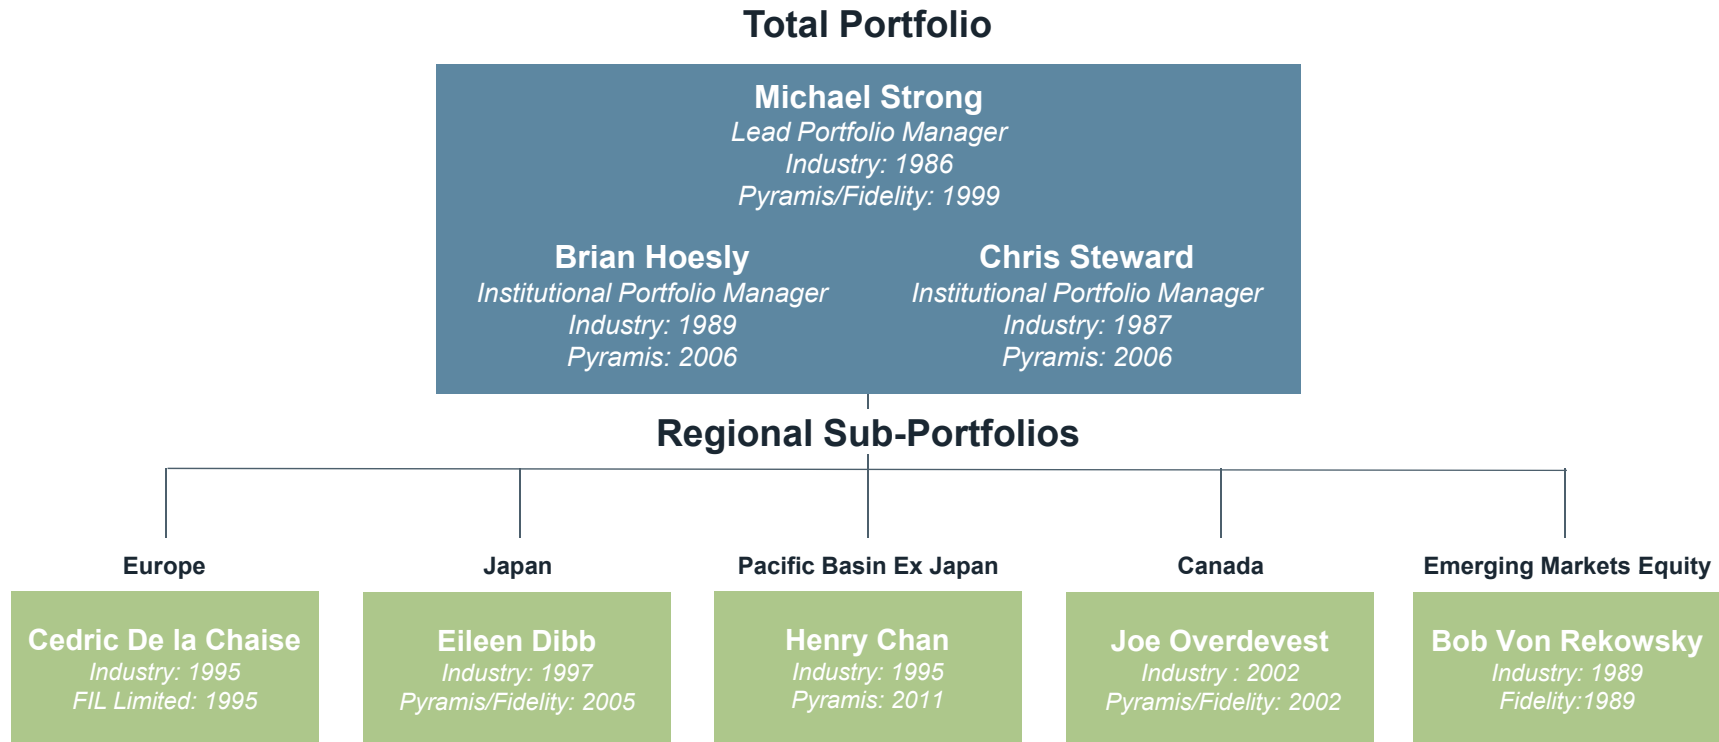 Total Portfolio
Michael Strong
Lead Portfolio Manager
Industry: 1986
Pyramis/Fidelity: 1999
Brian Hoesly
Institutional Portfolio Manager
Industry: 1989
Pyramis: 2006
Chris Steward
Institutional Portfolio Manager
Industry: 1987
Pyramis: 2006
Regional Sub-Portfolios
Europe
Cedric De la Chaise
Industry: 1995
FIL Limited: 1995
Japan
Eileen Dibb
Industry: 1997
Pyramis/Fidelity: 2005
Pacific Basin Ex Japan
Henry Chan
Industry: 1995
Pyramis: 2011
Canada
Joe Overdevest
Industry : 2002
Pyramis/Fidelity: 2002
Emerging Markets Equity
Bob Von Rekowsky
Industry: 1989
Fidelity:1989